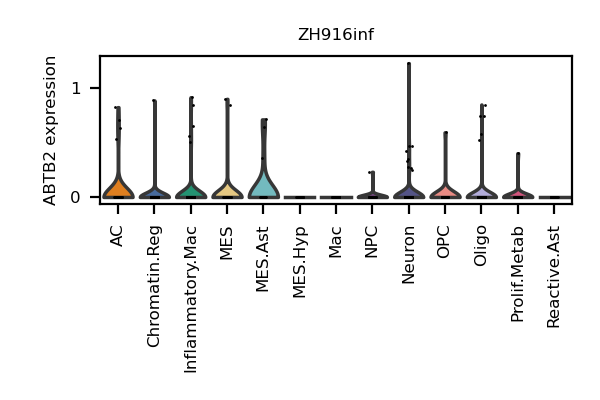 ZH916inf
ABTB2 expression
1
0
AC
Chromatin.Reg
Inflammatory.Mac
MES
MES.Ast
MES.Hyp
Mac
NPC
Neuron
OPC
Oligo
Prolif.Metab
Reactive.Ast